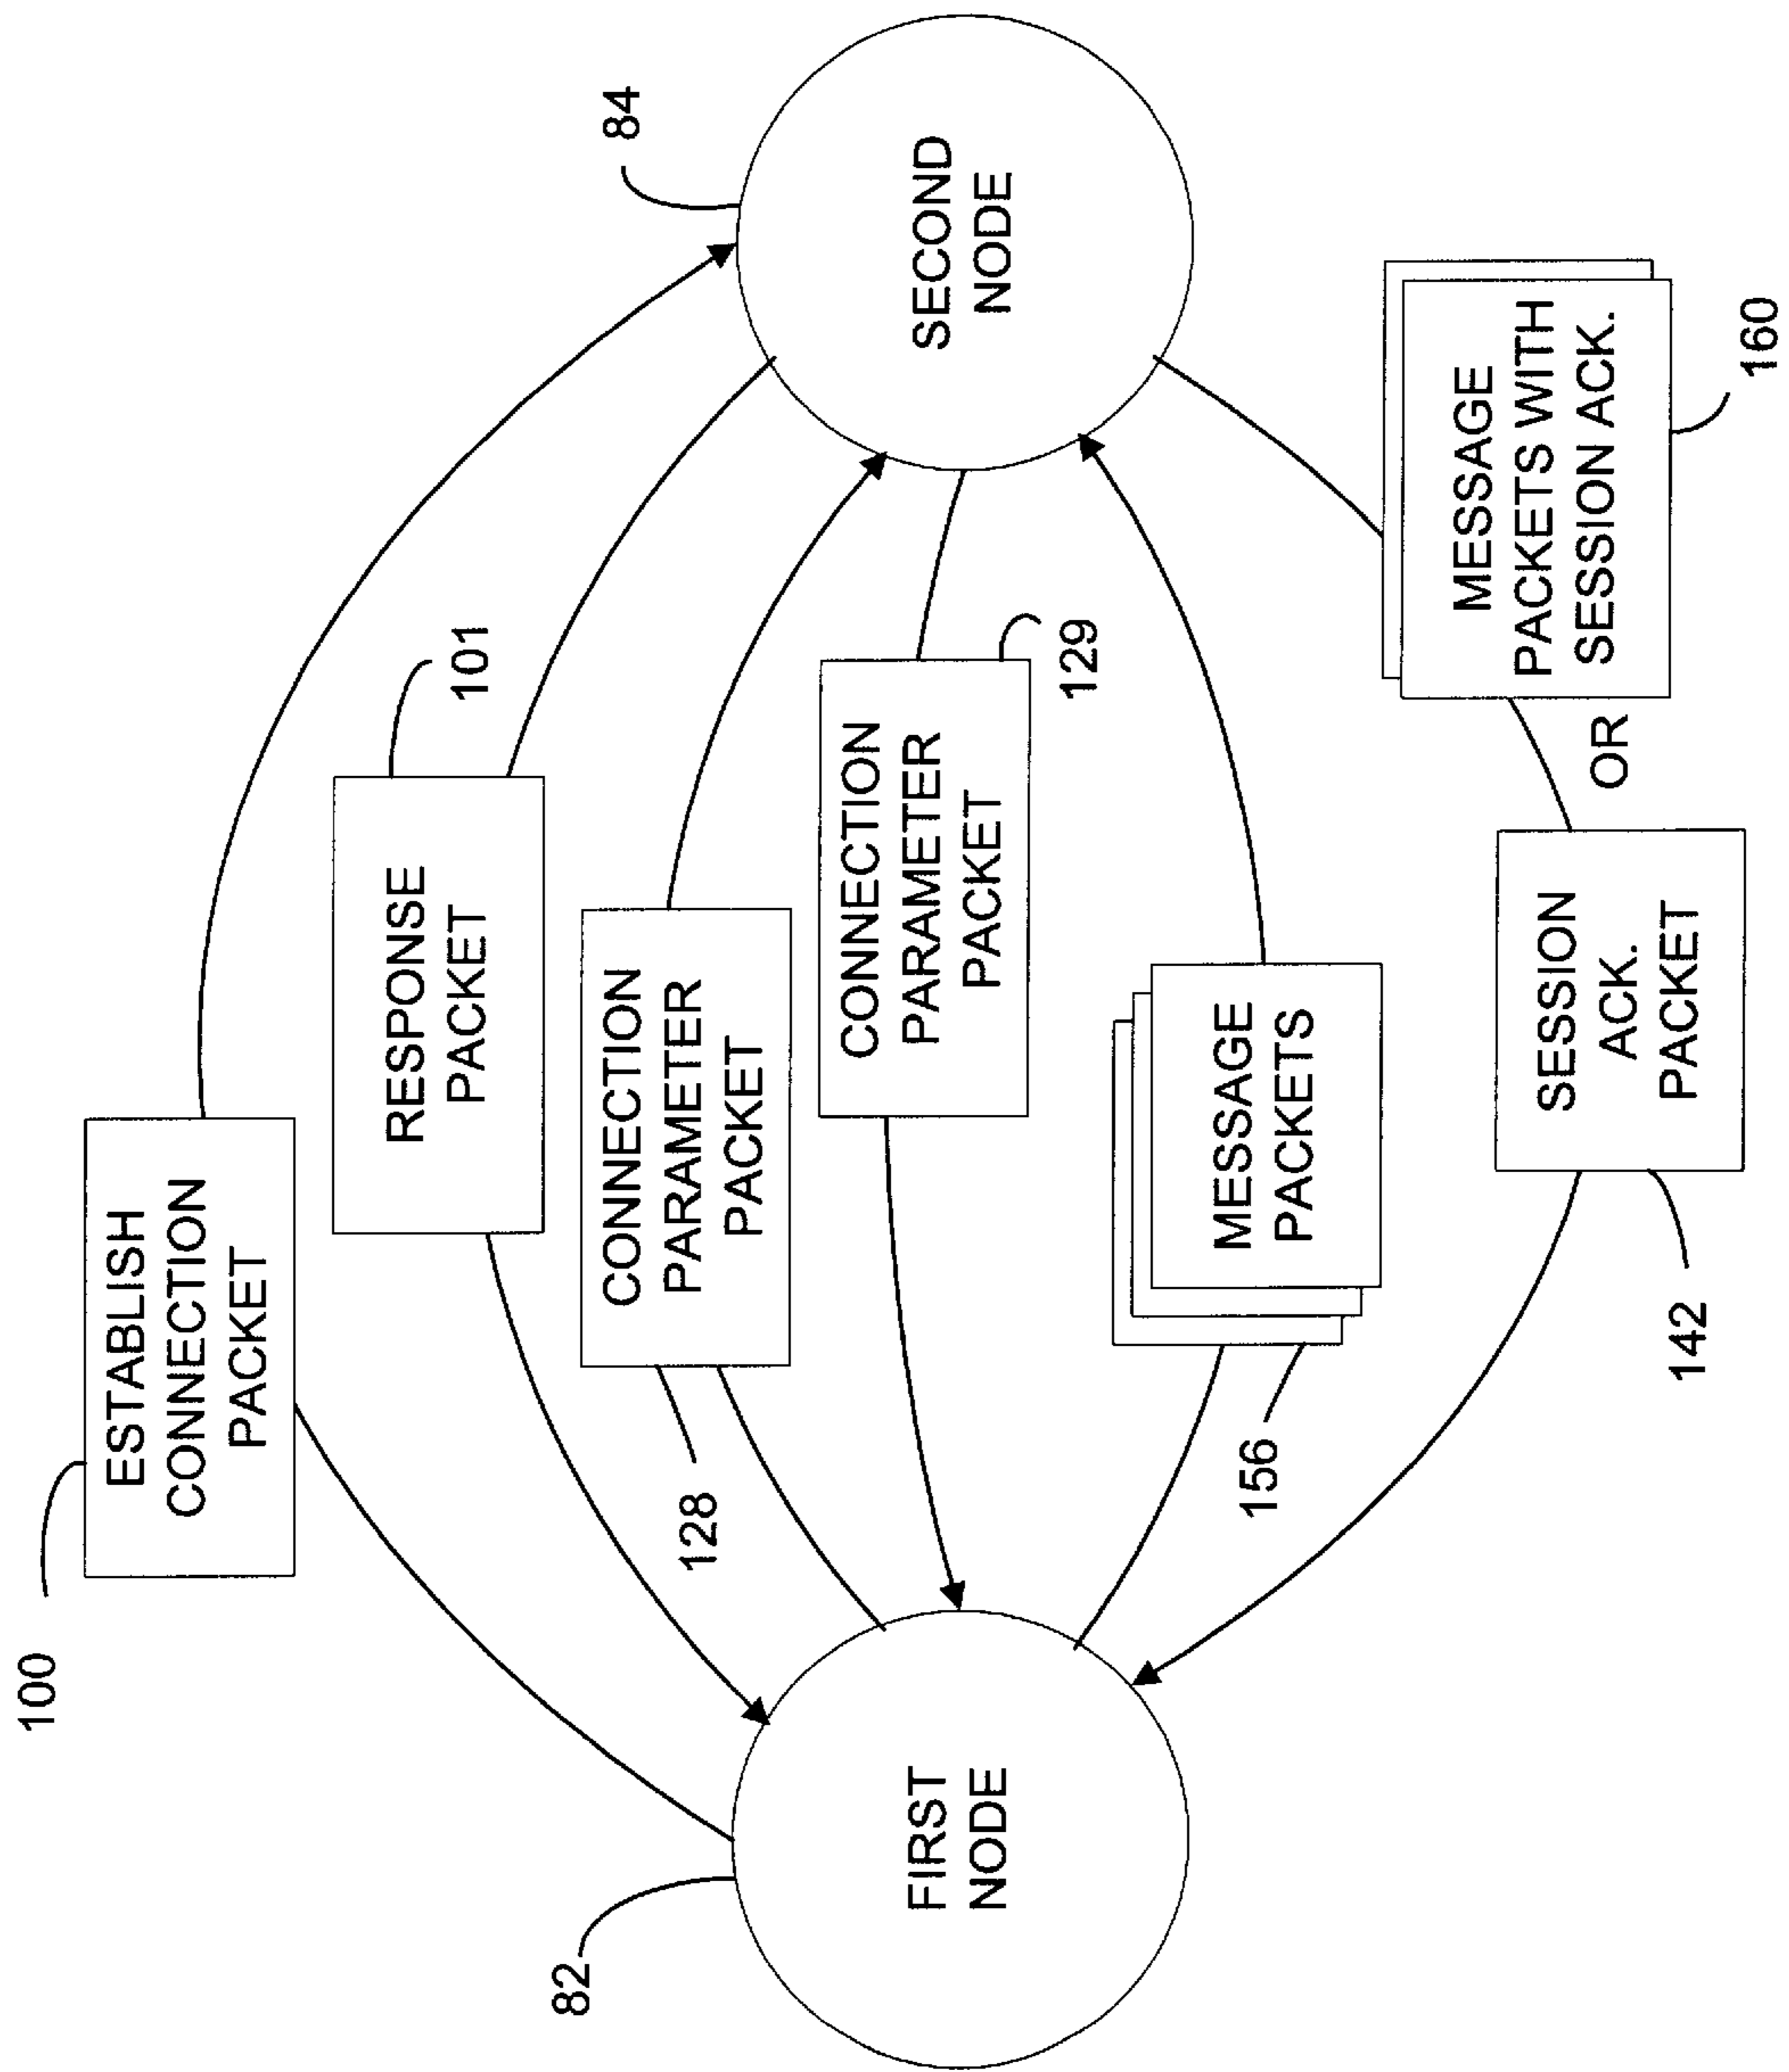 100
ESTABLISH
CONNECTION
PACKET
RESPONSE
PACKET
101
CONNECTION
PARAMETER
PACKET
128
84
82
FIRST
NODE
SECOND
NODE
CONNECTION
PARAMETER
PACKET
129
MESSAGE
PACKETS
156
SESSION
ACK.
PACKET
142
OR
MESSAGE
PACKETS WITH
SESSION ACK.
160